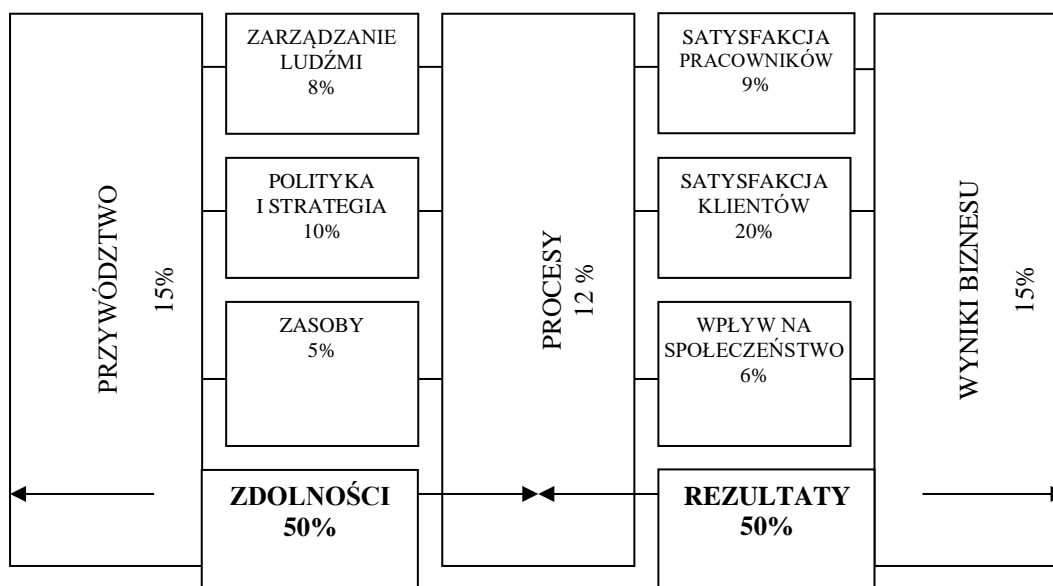 PRZYWÓDZTWO
15%
ZARZĄDZANIE
LUDŹMI
8%
POLITYKA
I STRATEGIA
10%
ZASOBY
5%
ZDOLNOŚCI
50%
PROCESY
12 %
SATYSFAKCJA
PRACOWNIKÓW
9%
SATYSFAKCJA
KLIENTÓW
20%
WPŁYW NA
SPOŁECZEŃSTWO
6%
REZULTATY
50%
WYNIKI BIZNESU
15%